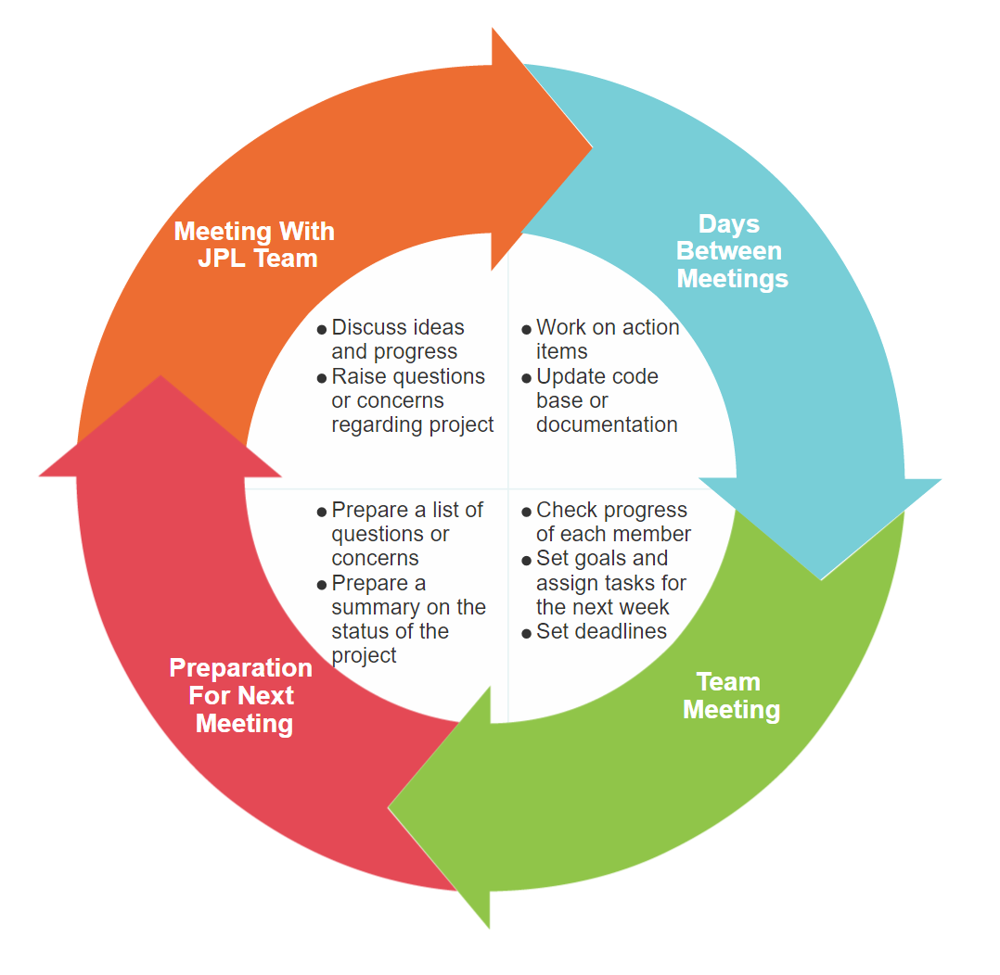 Meeting With
JPL Team
Days
Between
Meetings
● Discuss ideas
and progress
● Raise questions
or concerns
regarding project
● Work on action
items
● Update code
base or
documentation
● Prepare a list of
questions or
concerns
● Prepare a
summary on the
status of the
project
● Check progress
of each member
● Set goals and
assign tasks for
the next week
● Set deadlines
Preparation
For Next
Meeting
Team
Meeting